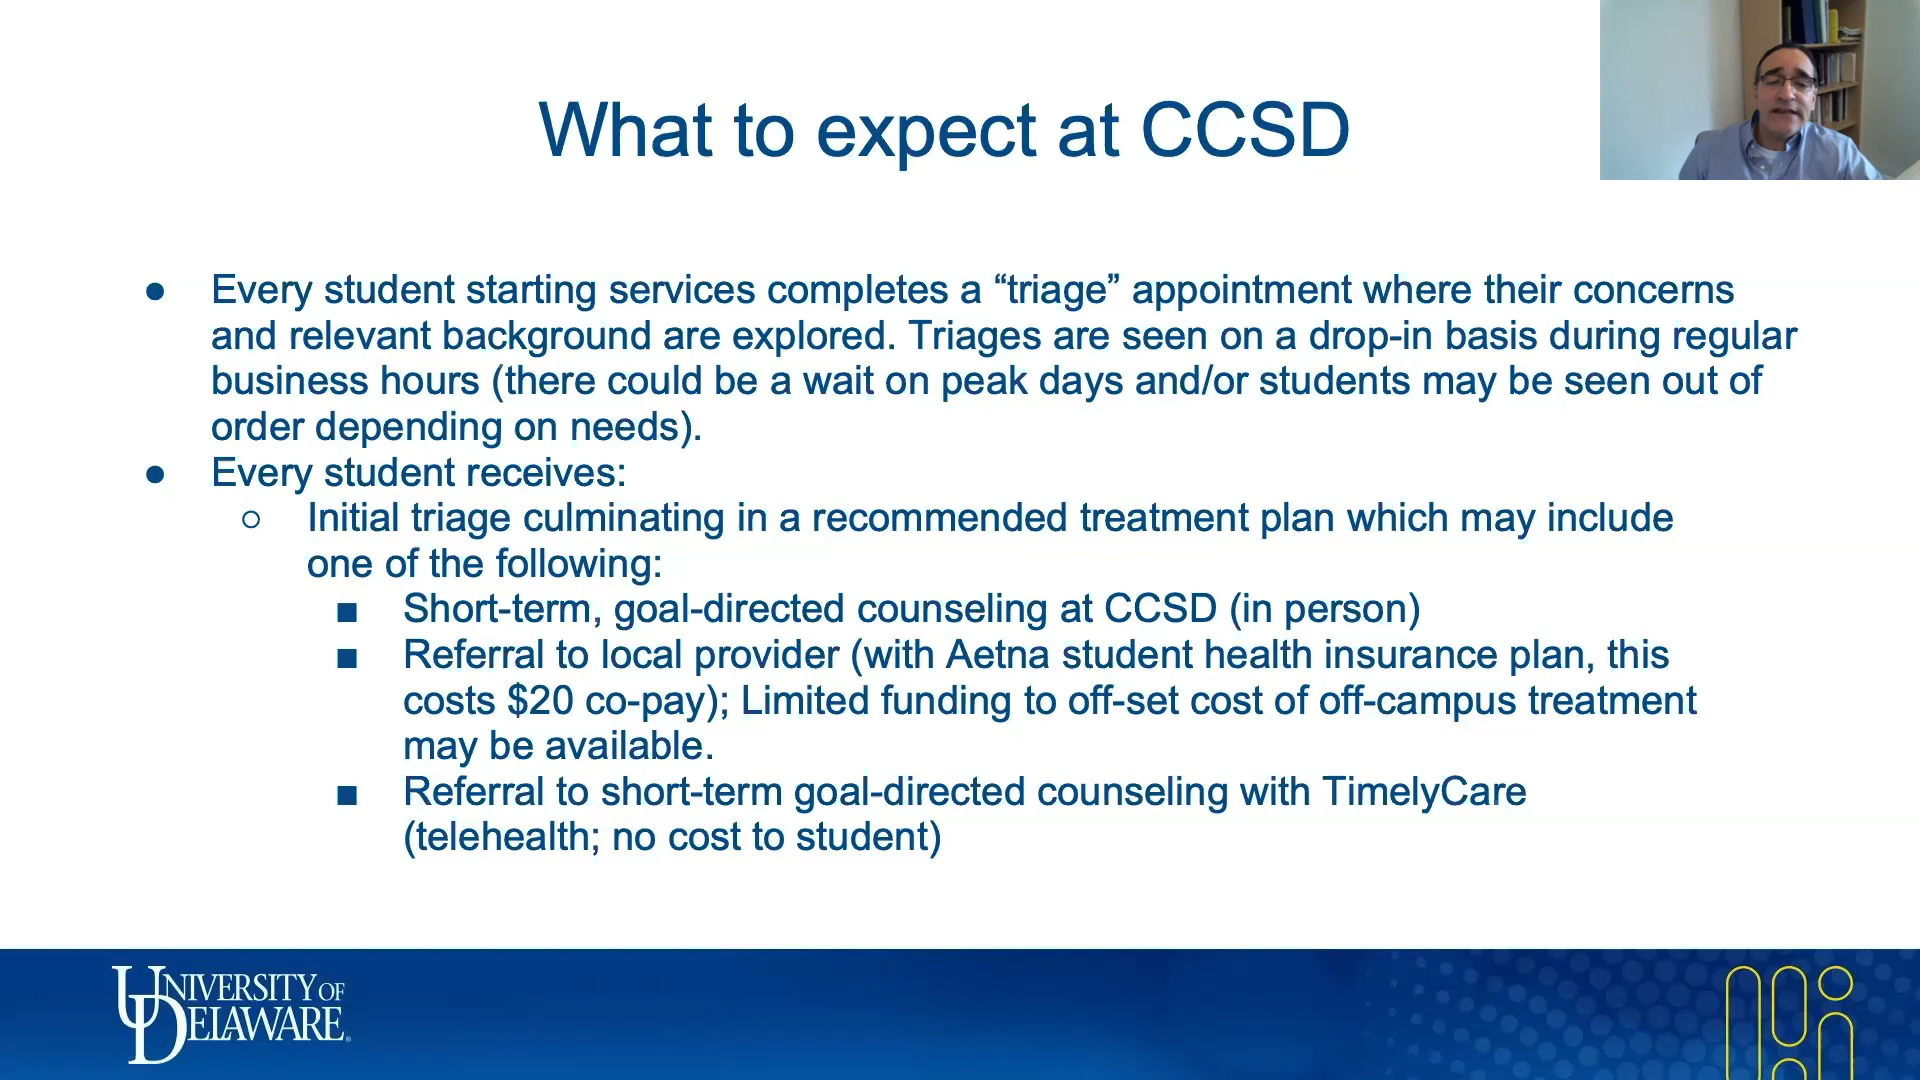 What to expect at CCSD
● Every student starting services completes a “triage” appointment where their concerns
and relevant background are explored. Triages are seen on a drop-in basis during regular
business hours (there could be a wait on peak days and/or students may be seen out of
order depending on needs).
● Every student receives:
○ Initial triage culminating in a recommended treatment plan which may include
one of the following:
■ Short-term, goal-directed counseling at CCSD (in person)
■ Referral to local provider (with Aetna student health insurance plan, this
costs $20 co-pay); Limited funding to off-set cost of off-campus treatment
may be available.
■ Referral to short-term goal-directed counseling with TimelyCare
(telehealth; no cost to student)
UNIVERSITY OF
DELAWARE®